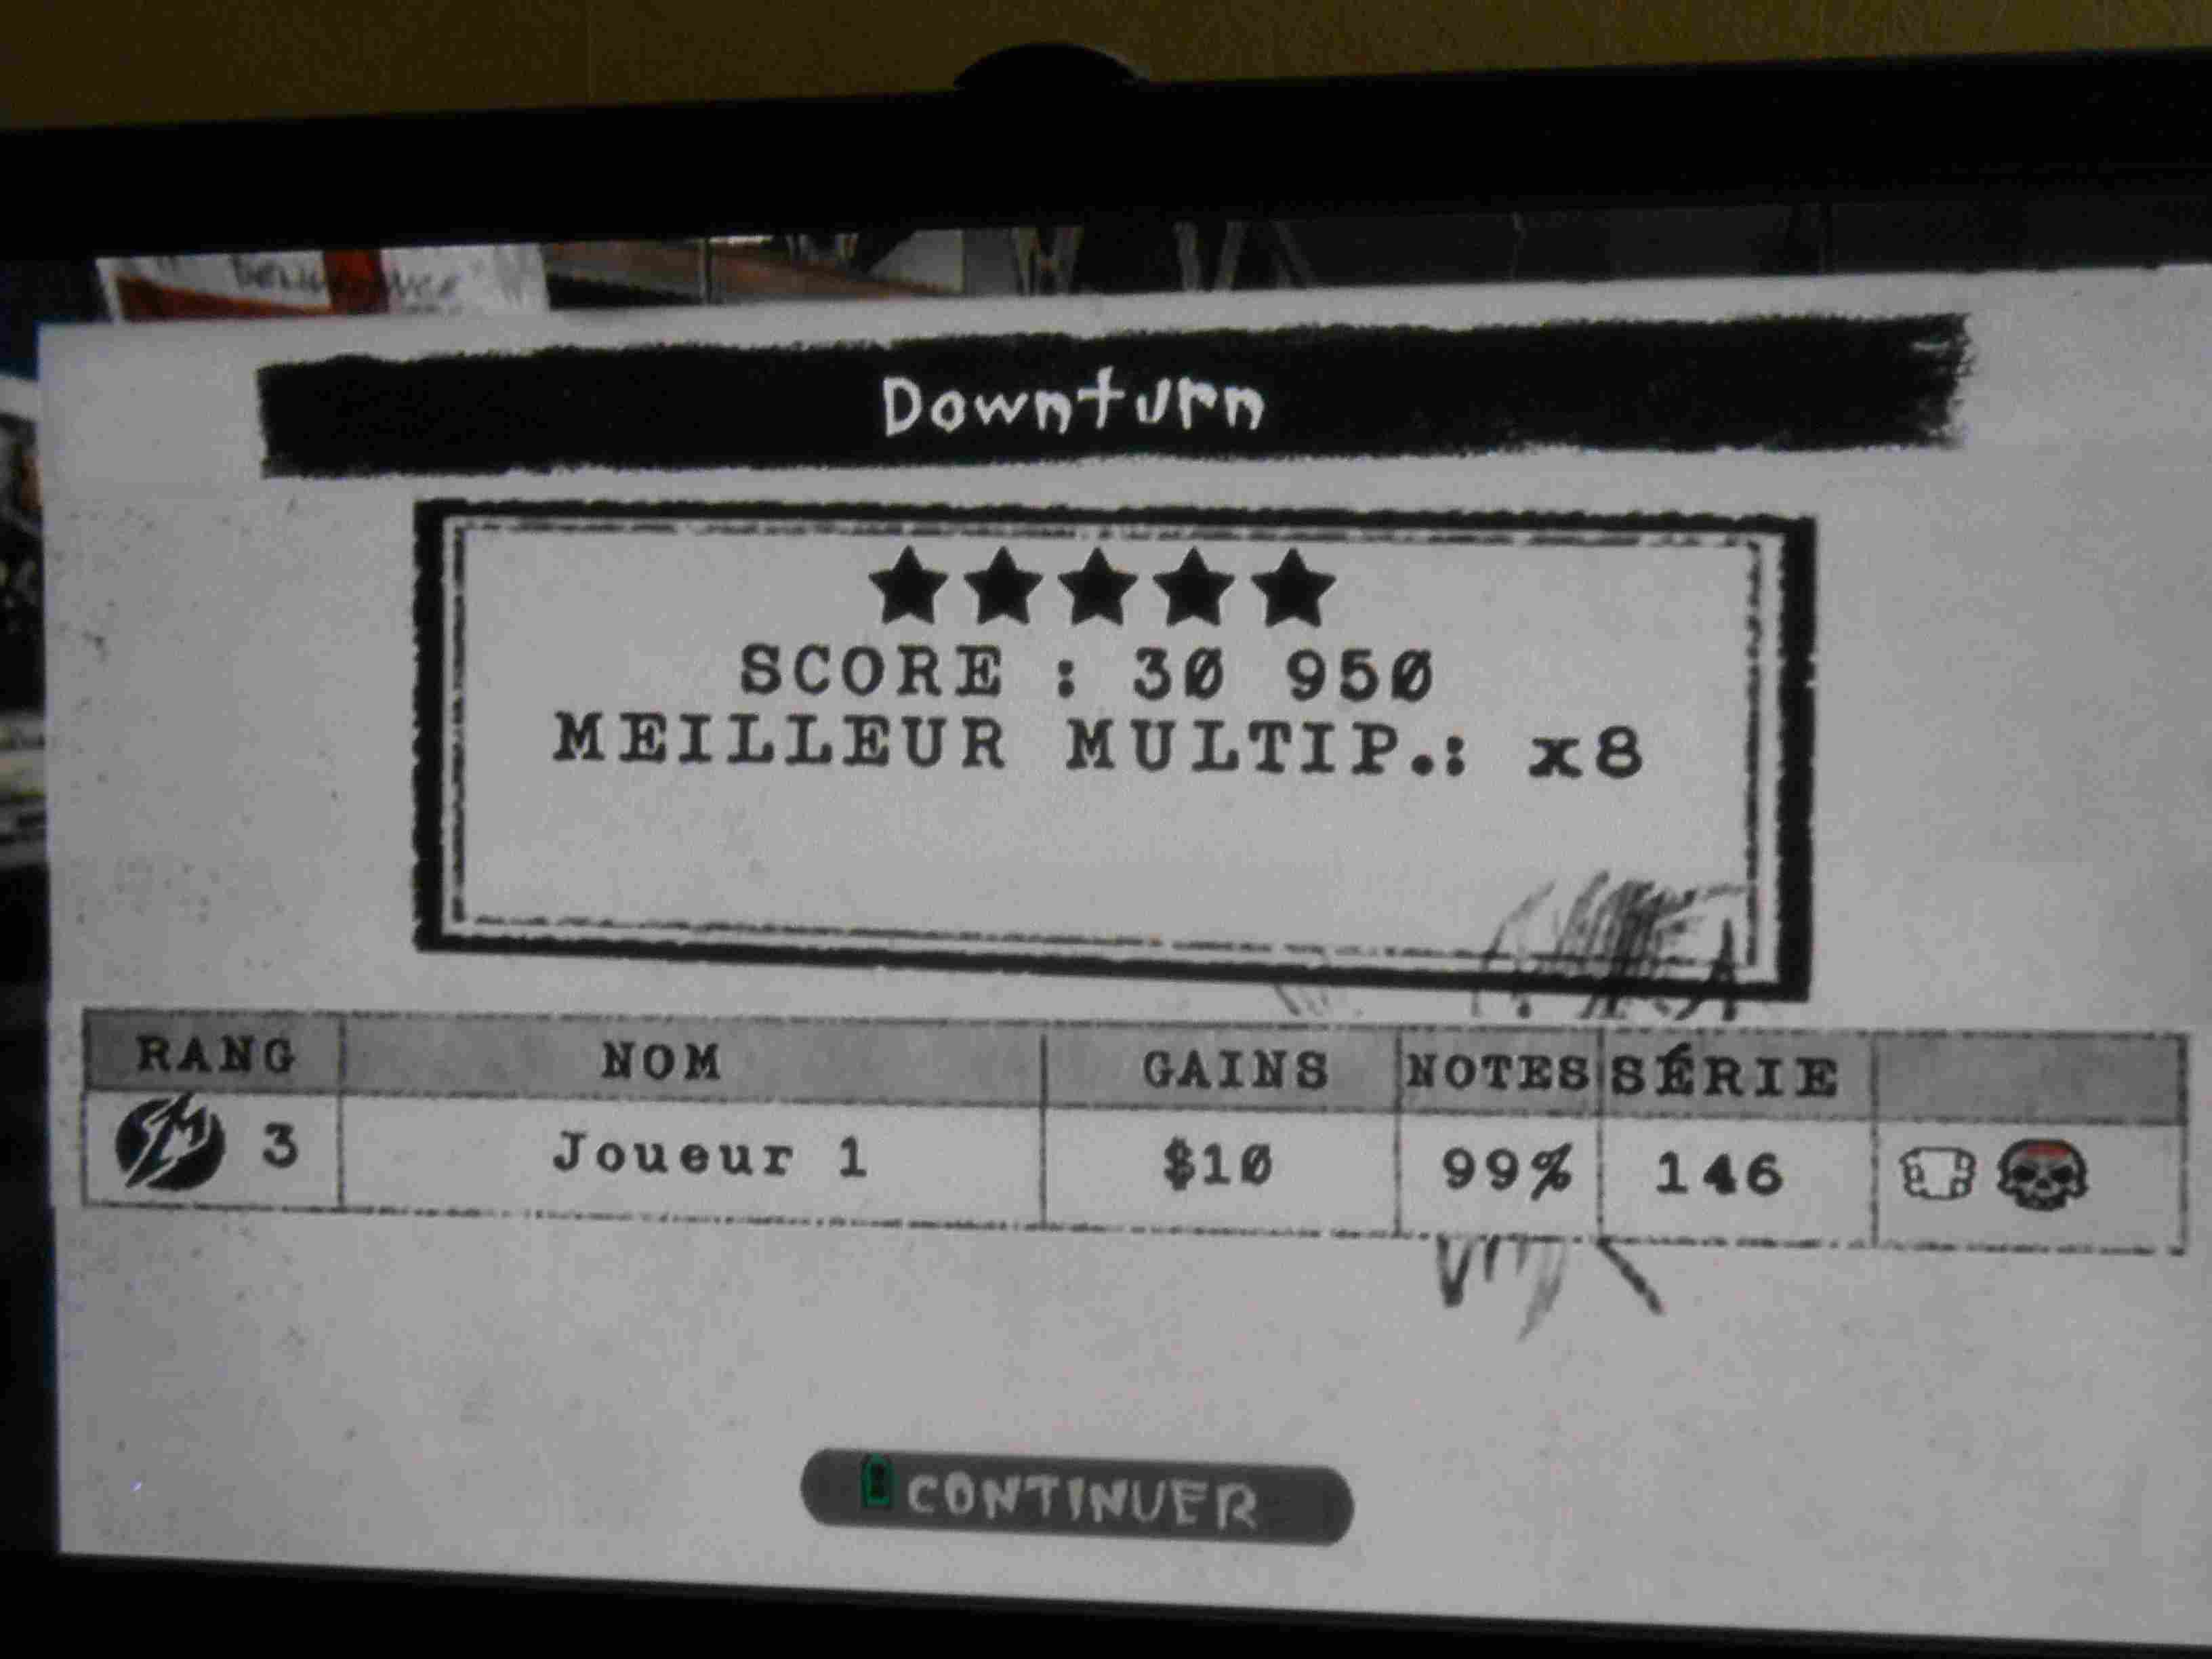 Downturn
SCORE : 30 950
MEILLEUR MULTIP.: x8
RANG NOM GAINS NOTES SÉRIE
3 Joueur 1 $10 99% 146
CONTINUER